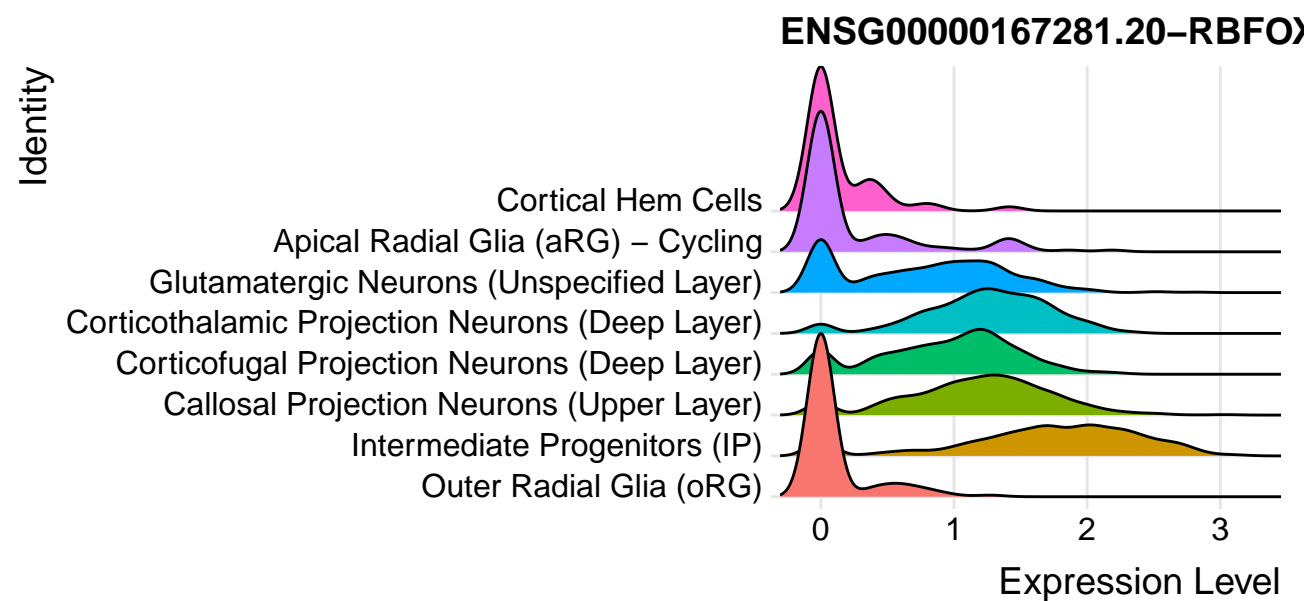 ENSG00000167281.20−RBFOX
Identity
Cortical Hem Cells
Apical Radial Glia (aRG) − Cycling
Glutamatergic Neurons (Unspecified Layer)
Corticothalamic Projection Neurons (Deep Layer)
Corticofugal Projection Neurons (Deep Layer)
Callosal Projection Neurons (Upper Layer)
Intermediate Progenitors (IP)
Outer Radial Glia (oRG)
0 1 2 3
Expression Level